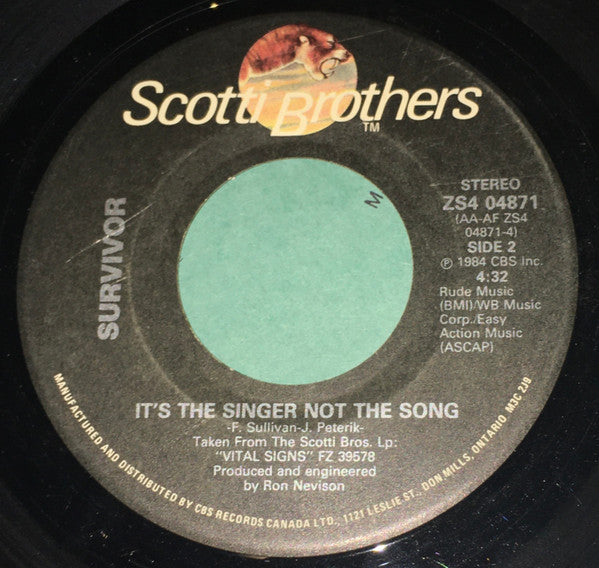 Scotti Brothers
TM
SURVIVOR
M
STEREO
ZS4 04871
(AA-AF ZS4
04871-4)
SIDE 2
℗ 1984 CBS Inc.
4:32
Rude Music
(BMI)/WB Music
Corp./Easy
Action Music
(ASCAP)
IT'S THE SINGER NOT THE SONG
-F. Sullivan-J. Peterik-
Taken From The Scotti Bros. Lp:
"VITAL SIGNS" FZ 39578
Produced and engineered
by Ron Nevison
MANUFACTURED AND DISTRIBUTED BY CBS RECORDS CANADA LTD., 1121 LESLIE ST., DON MILLS, ONTARIO M3C 2J9